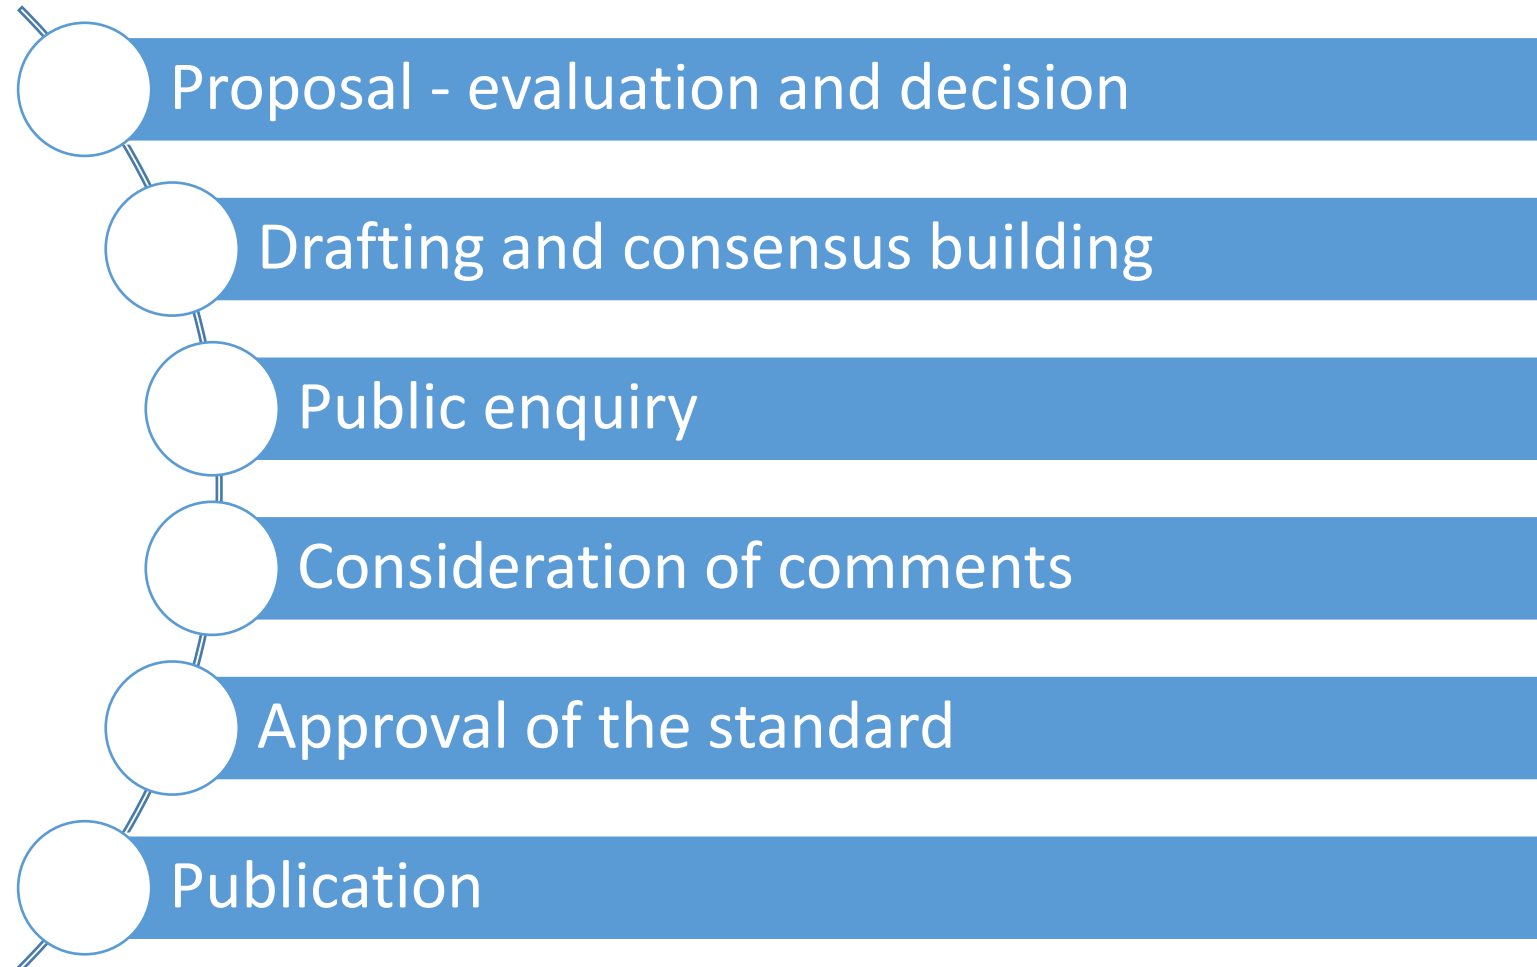 Proposal - evaluation and decision
Drafting and consensus building
Public enquiry
Consideration of comments
Approval of the standard
Publication